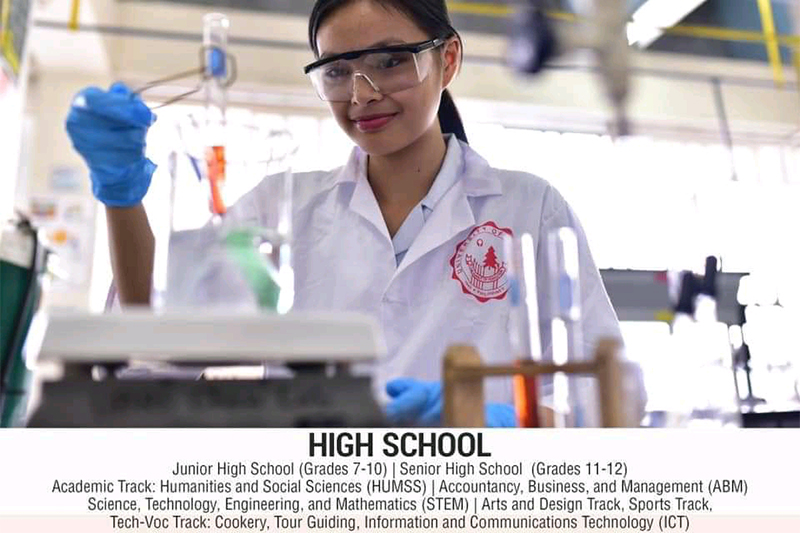 UNIVERSITY OF
HIGH SCHOOL
Junior High School (Grades 7-10) | Senior High School (Grades 11-12)
Academic Track: Humanities and Social Sciences (HUMSS) | Accountancy, Business, and Management (ABM)
Science, Technology, Engineering, and Mathematics (STEM) | Arts and Design Track, Sports Track,
Tech-Voc Track: Cookery, Tour Guiding, Information and Communications Technology (ICT)